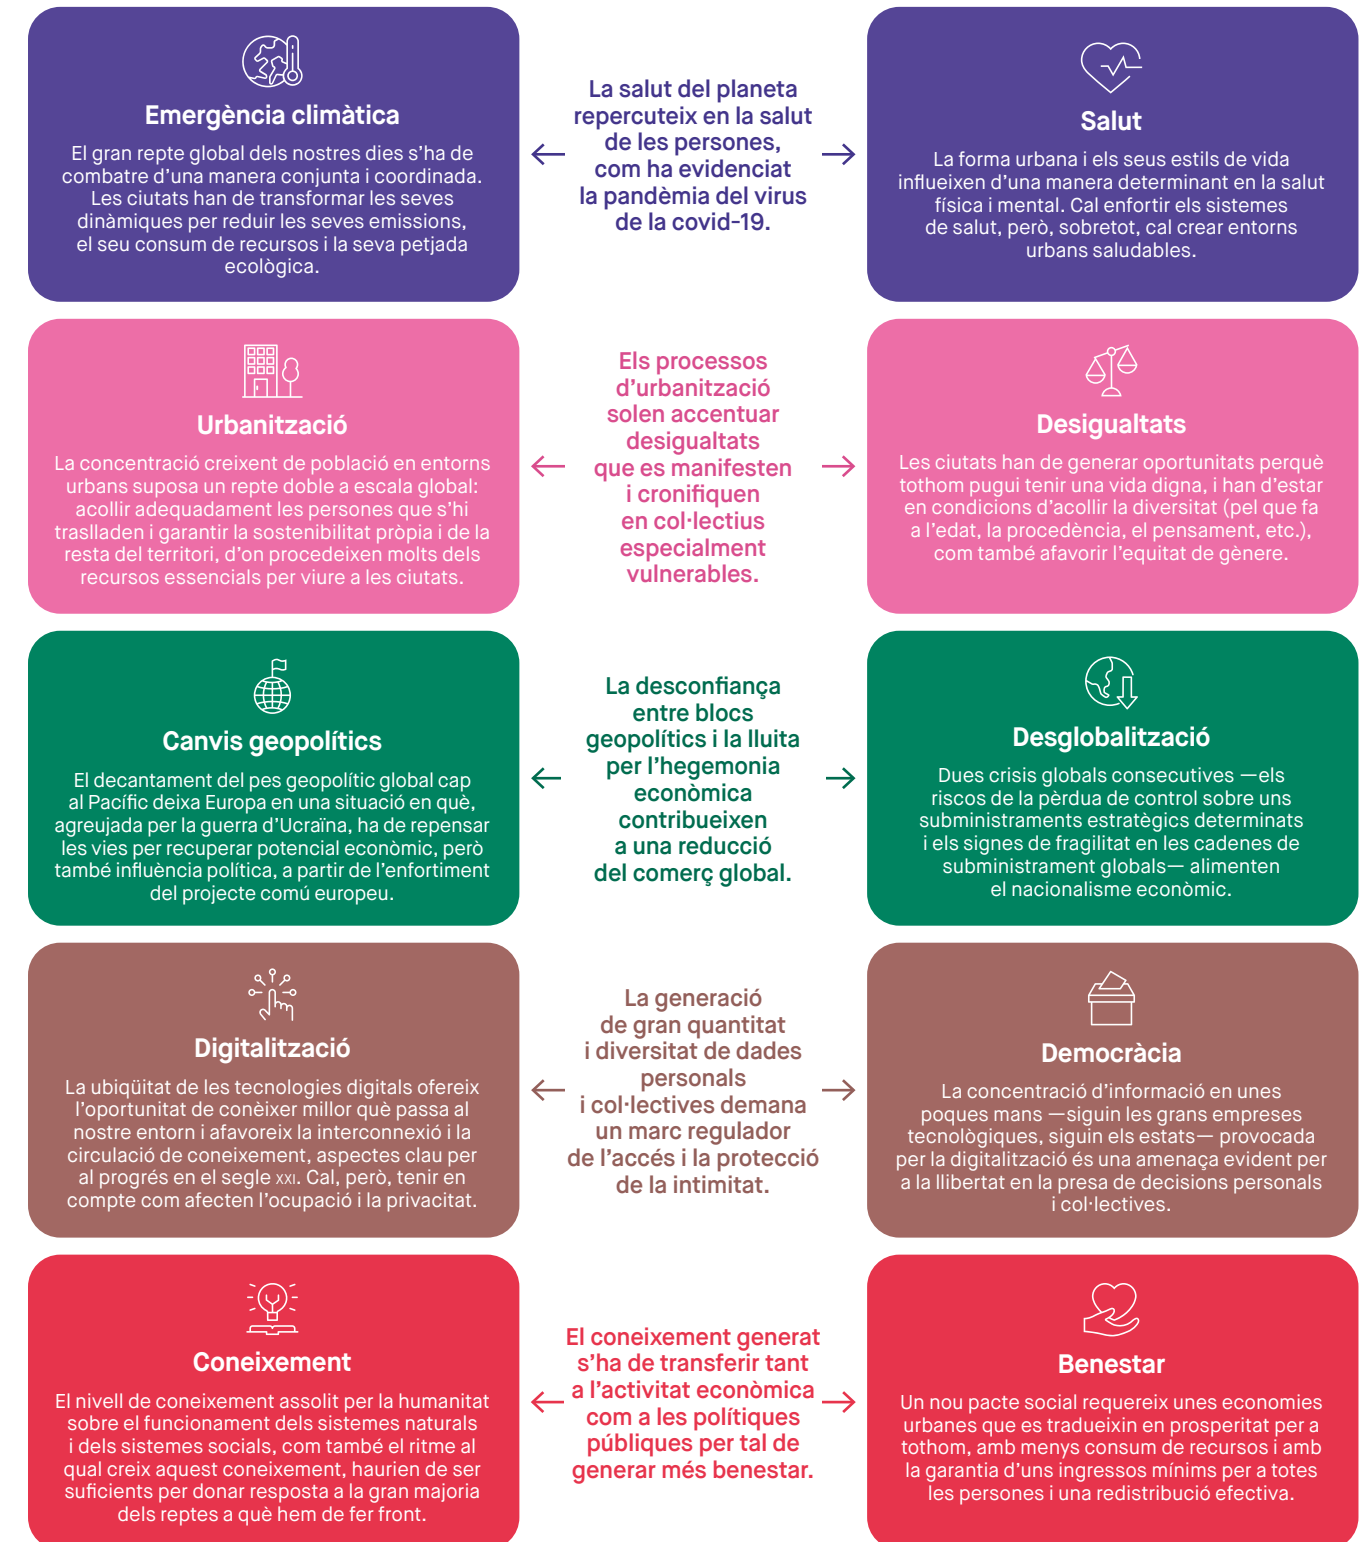 Emergència climàtica
El gran repte global dels nostres dies s'ha de
combatre d'una manera conjunta i coordinada.
Les ciutats han de transformar les seves
dinàmiques per reduir les seves emissions,
el seu consum de recursos i la seva petjada
ecològica.
La salut del planeta
repercuteix en la salut
de les persones,
com ha evidenciat
la pandèmia del virus
de la covid-19.
Salut
La forma urbana i els seus estils de vida
influeixen d'una manera determinant en la salut
física i mental. Cal enfortir els sistemes
de salut, però, sobretot, cal crear entorns
urbans saludables.
Urbanització
La concentració creixent de població en entorns
urbans suposa un repte doble a escala global:
acollir adequadament les persones que s'hi
traslladen i garantir la sostenibilitat pròpia i de la
resta del territori, d'on procedeixen molts dels
recursos essencials per viure a les ciutats.
Els processos
d'urbanització
solen accentuar
desigualtats
que es manifesten
i cronifiquen
en col·lectius
especialment
vulnerables.
Desigualtats
Les ciutats han de generar oportunitats perquè
tothom pugui tenir una vida digna, i han d'estar
en condicions d'acollir la diversitat (pel que fa
a l'edat, la procedència, el pensament, etc.),
com també afavorir l'equitat de gènere.
Canvis geopolítics
El decantament del pes geopolític global cap
al Pacífic deixa Europa en una situació en què,
agreujada per la guerra d'Ucraïna, ha de repensar
les vies per recuperar potencial econòmic, però
també influència política, a partir de l'enfortiment
del projecte comú europeu.
La desconfiança
entre blocs
geopolítics i la lluita
per l'hegemonia
econòmica
contribueixen
a una reducció
del comerç global.
Desglobalització
Dues crisis globals consecutives —els
riscos de la pèrdua de control sobre uns
subministraments estratègics determinats
i els signes de fragilitat en les cadenes de
subministrament globals— alimenten
el nacionalisme econòmic.
Digitalització
La ubiqüitat de les tecnologies digitals ofereix
l'oportunitat de conèixer millor què passa al
nostre entorn i afavoreix la interconnexió i la
circulació de coneixement, aspectes clau per
al progrés en el segle XXI. Cal, però, tenir en
compte com afecten l'ocupació i la privacitat.
La generació
de gran quantitat
i diversitat de dades
personals
i col·lectives demana
un marc regulador
de l'accés i la protecció
de la intimitat.
Democràcia
La concentració d'informació en unes
poques mans —siguin les grans empreses
tecnològiques, siguin els estats— provocada
per la digitalització és una amenaça evident per
a la llibertat en la presa de decisions personals
i col·lectives.
Coneixement
El nivell de coneixement assolit per la humanitat
sobre el funcionament dels sistemes naturals
i dels sistemes socials, com també el ritme al
qual creix aquest coneixement, haurien de ser
suficients per donar resposta a la gran majoria
dels reptes a què hem de fer front.
El coneixement generat
s'ha de transferir tant
a l'activitat econòmica
com a les polítiques
públiques per tal de
generar més benestar.
Benestar
Un nou pacte social requereix unes economies
urbanes que es tradueixin en prosperitat per a
tothom, amb menys consum de recursos i amb
la garantia d'uns ingressos mínims per a totes
les persones i una redistribució efectiva.